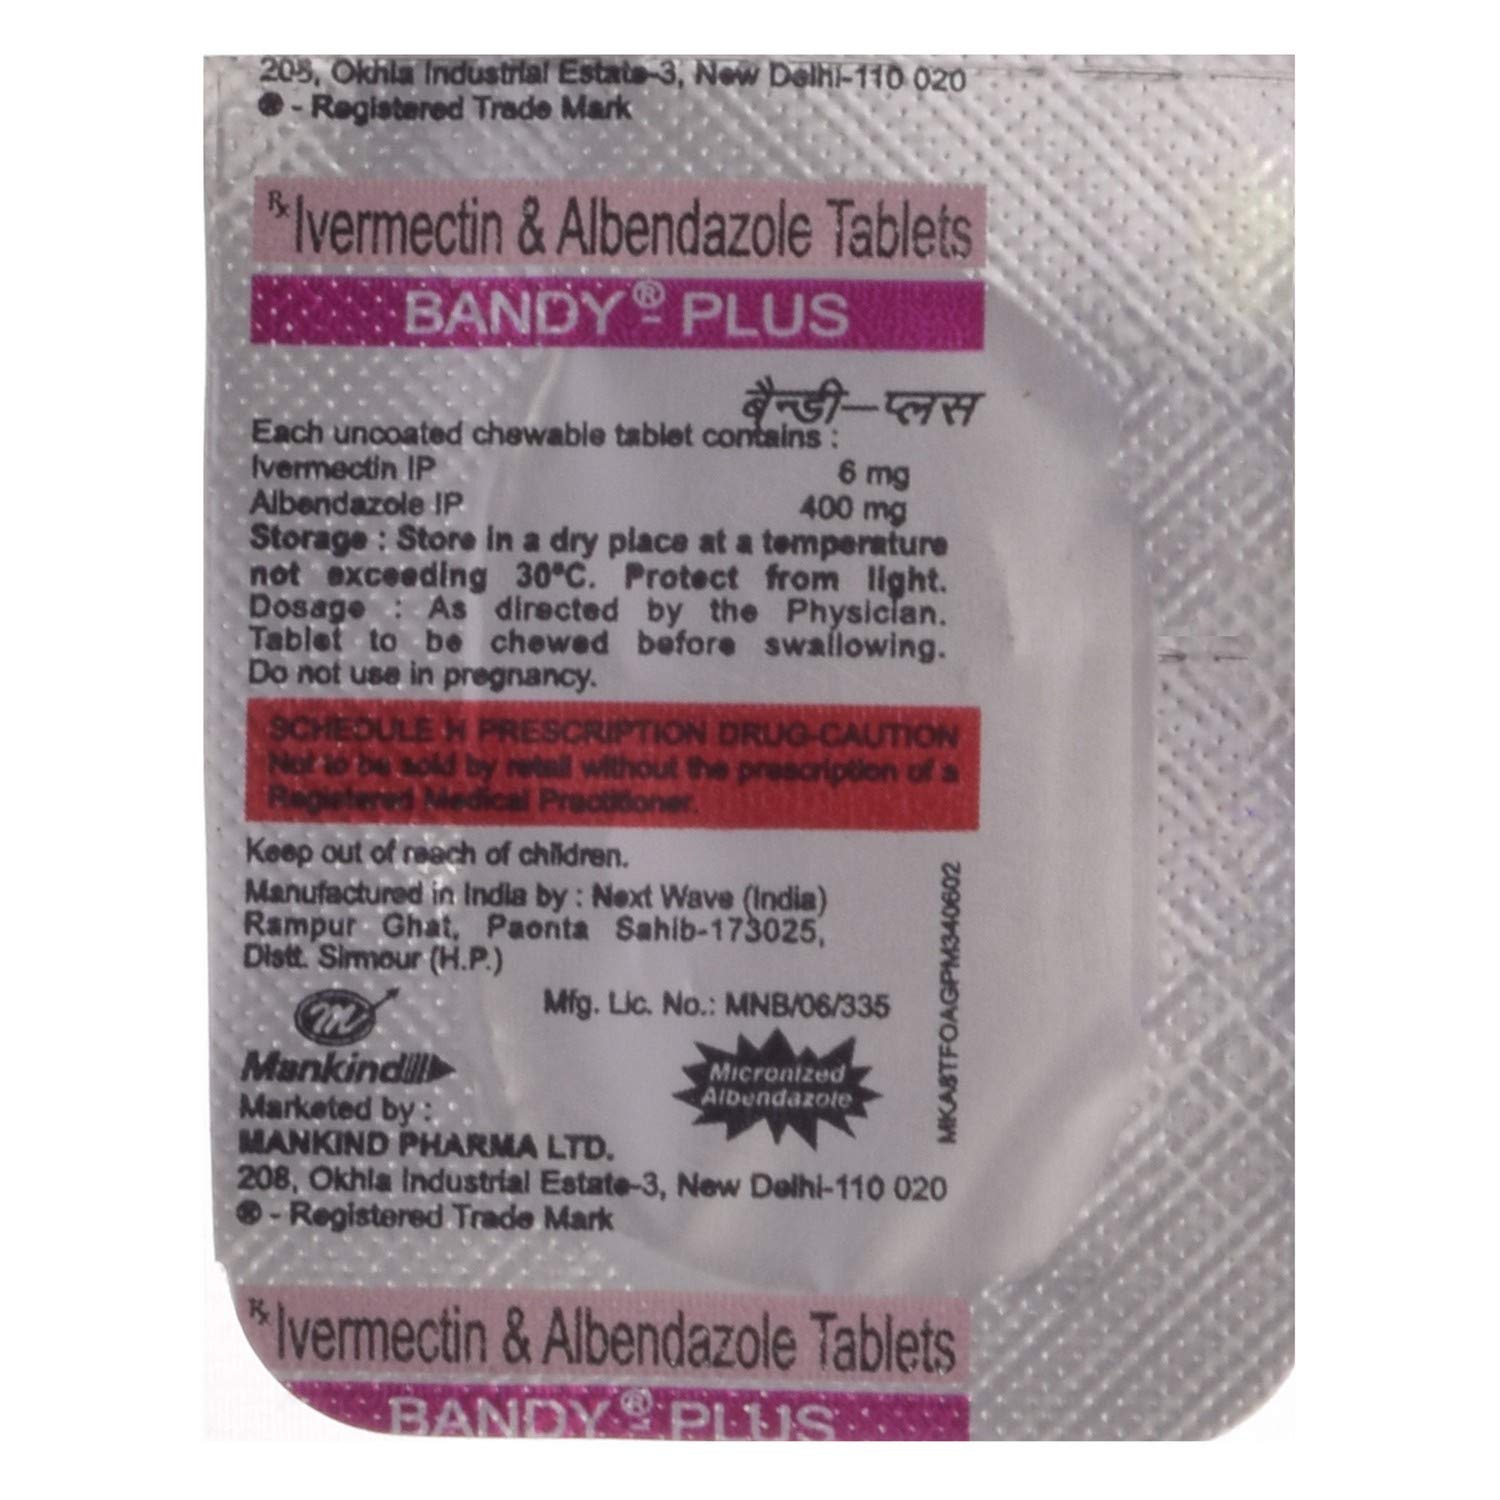 208, Okhla Industrial Estate-3, New Delhi-110 020
® - Registered Trade Mark
Rx Ivermectin & Albendazole Tablets
BANDY® PLUS
बैन्डी-प्लस
Each uncoated chewable tablet contains :
Ivermectin IP 6 mg
Albendazole IP 400 mg
Storage : Store in a dry place at a temperature
not exceeding 30°C. Protect from light.
Dosage : As directed by the Physician.
Tablet to be chewed before swallowing.
Do not use in pregnancy.
SCHEDULE H PRESCRIPTION DRUG-CAUTION
Not to be sold by retail without the prescription of a
Registered Medical Practitioner.
Keep out of reach of children.
Manufactured in India by : Next Wave (India)
Rampur Ghat, Paonta Sahib-173025,
Distt. Sirmour (H.P.)
Mfg. Lic. No.: MNB/06/335
Mankind
Micronized
Albendazole
MKA8TFOAGPM340602
Marketed by :
MANKIND PHARMA LTD.
208, Okhla Industrial Estate-3, New Delhi-110 020
® - Registered Trade Mark
Rx Ivermectin & Albendazole Tablets
BANDY® PLUS